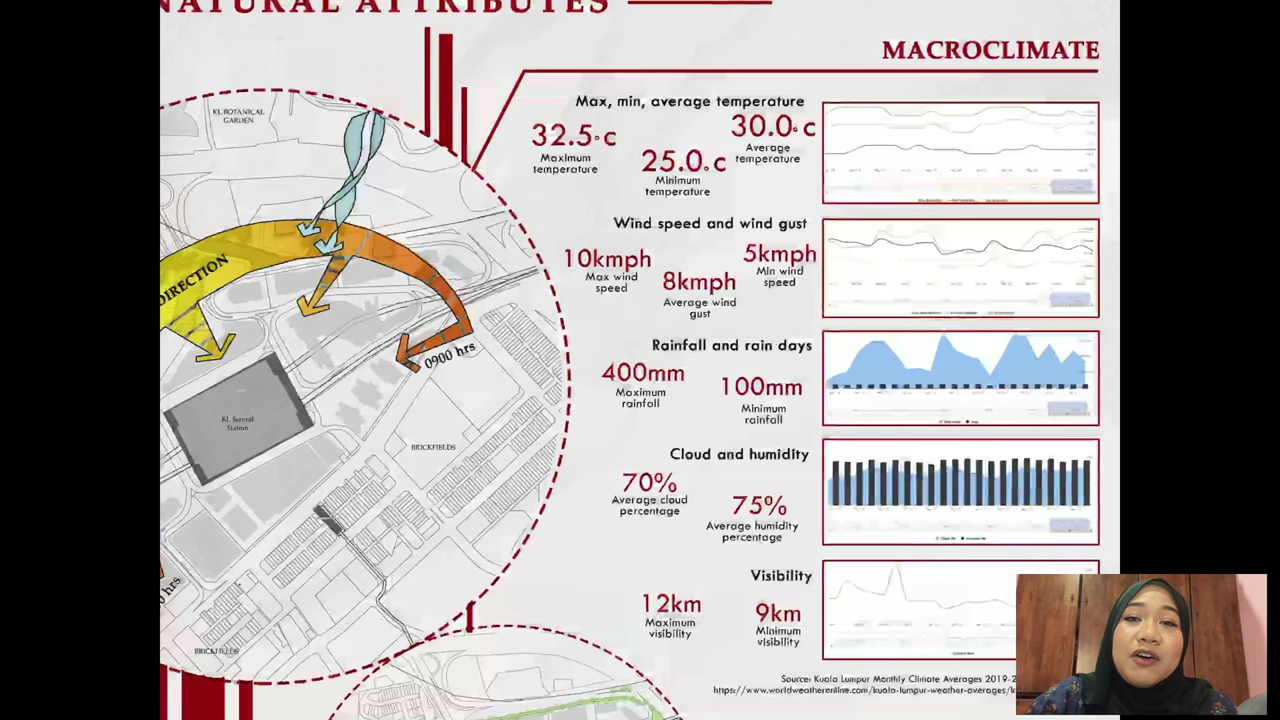 NATURAL ATTRIBUTES
MACROCLIMATE
KL BOTANICAL
GARDEN
DIRECTION
0900 hrs
KL Sentral
Station
BRICKFIELDS
BRICKFIELDS
hrs
Max, min, average temperature
32.5°c
Maximum
temperature
25.0°c
Minimum
temperature
30.0°c
Average
temperature
Wind speed and wind gust
10kmph
Max wind
speed
8kmph
Average wind
gust
5kmph
Min wind
speed
Rainfall and rain days
400mm
Maximum
rainfall
100mm
Minimum
rainfall
Cloud and humidity
70%
Average cloud
percentage
75%
Average humidity
percentage
Visibility
12km
Maximum
visibility
9km
Minimum
visibility
Source: Kuala Lumpur Monthly Climate Averages 2019-2
https://www.worldweatheronline.com/kuala-lumpur-weather-averages/k